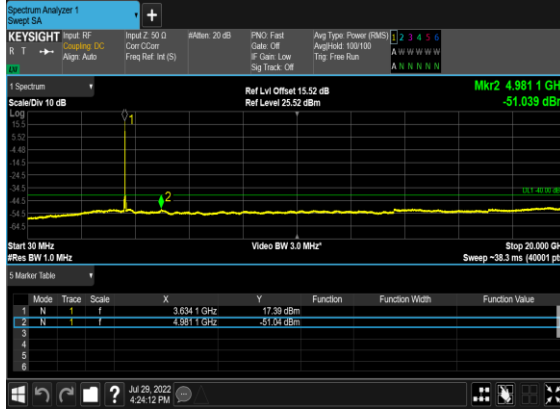 Spectrum Analyzer 1
Swept SA
+
KEYSIGHT Input: RF Input Z: 50 Ω #Atten: 20 dB PNO: Fast Avg Type: Power (RMS) 1 2 3 4 5 6
R T Coupling: DC Corr CCorr Gate: Off Avg|Hold: 100/100 A W W W W W
Align: Auto Freq Ref: Int (S) IF Gain: Low Trig: Free Run
Sig Track: Off A N N N N N
1 Spectrum Ref Lvl Offset 15.52 dB Mkr2 4.981 1 GH
Scale/Div 10 dB Ref Level 25.52 dBm -51.039 dBr
Log
15.5
5.52
-4.48
-14.5
-24.5
-34.5
-44.5
-54.5
-64.5
1
2
DL1 -40.00 dB
Start 30 MHz Video BW 3.0 MHz* Stop 20.000 GH
#Res BW 1.0 MHz Sweep ~38.3 ms (40001 pt
5 Marker Table
Mode Trace Scale X Y Function Function Width Function Value
1 N 1 f 3.634 1 GHz 17.39 dBm
2 N 1 f 4.981 1 GHz -51.04 dBm
3
4
5
6
? Jul 29, 2022
4:24:12 PM